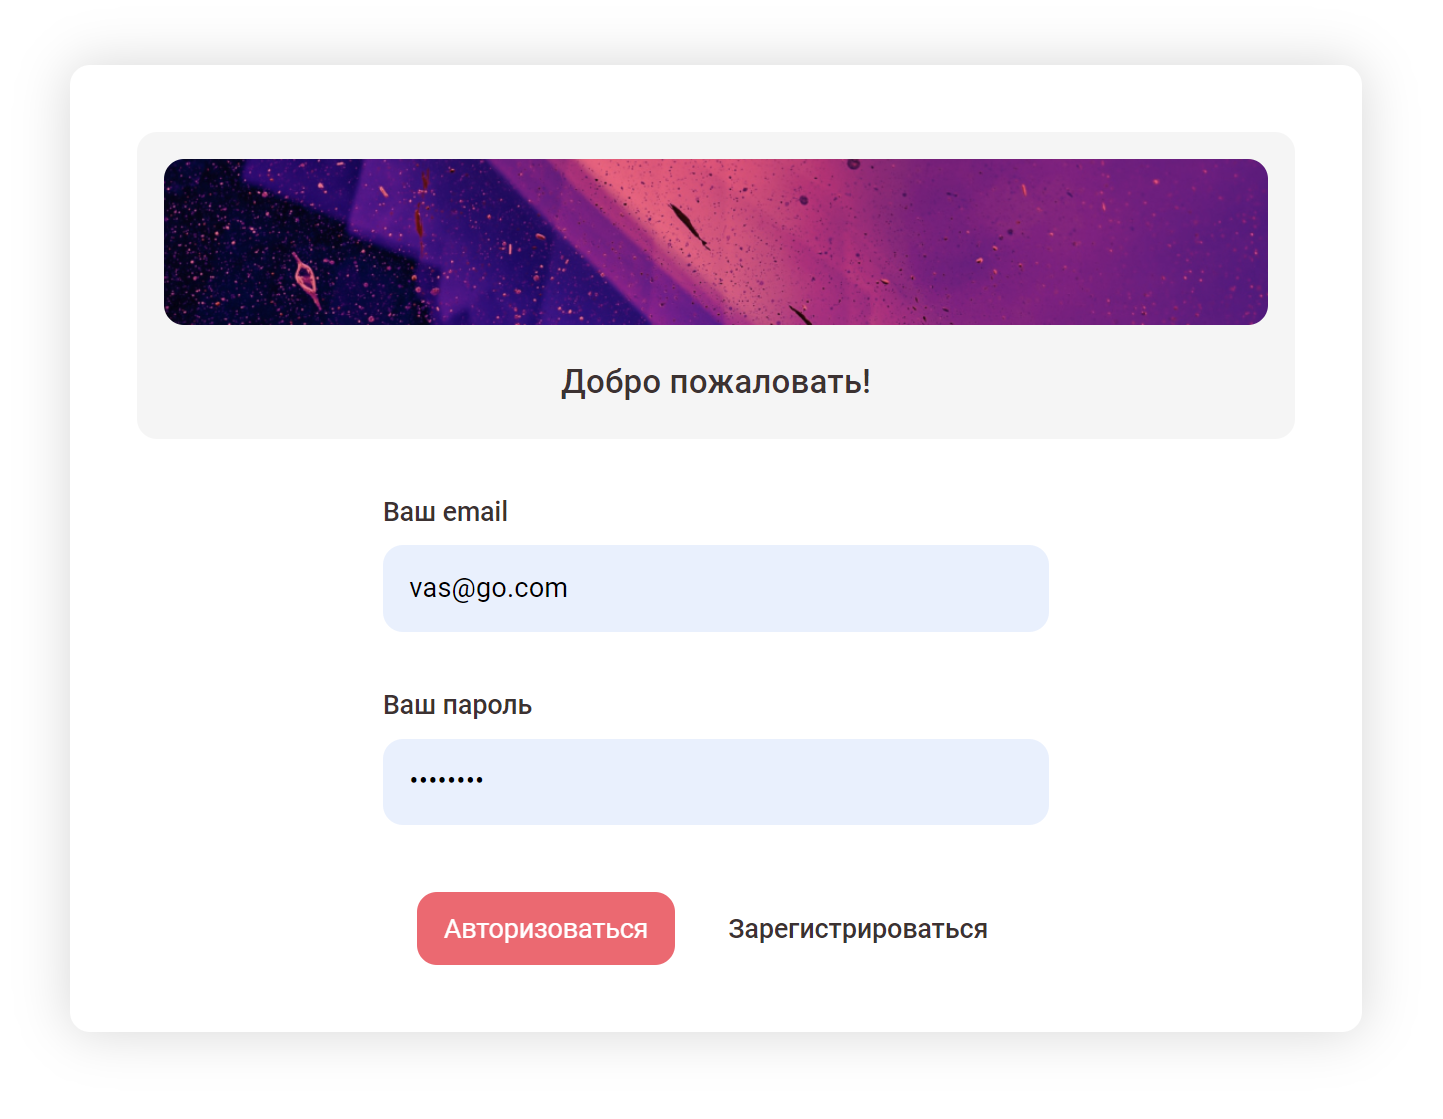 Добро пожаловать!
Ваш email
vas@go.com
Ваш пароль
••••••••
Авторизоваться Зарегистрироваться